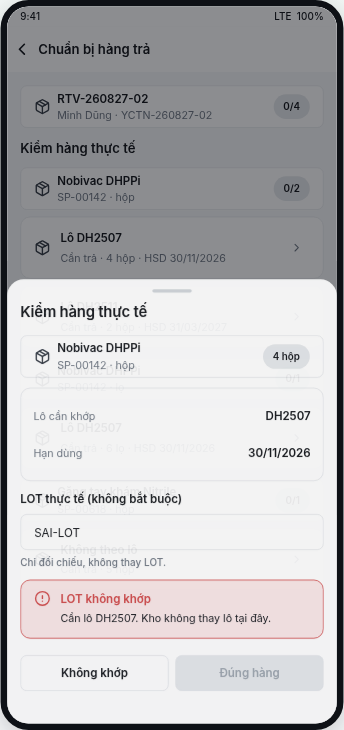 9:41
LTE 100%
Chuẩn bị hàng trả
RTV-260827-02
Minh Dũng · YCTN-260827-02
0/4
Kiểm hàng thực tế
Nobivac DHPPi
SP-00142 · hộp
0/2
Lô DH2507
Cần trả · 4 hộp · HSD 30/11/2026
Kiểm hàng thực tế
Nobivac DHPPi
SP-00142 · hộp
4 hộp
Lô cần khớp
DH2507
Hạn dùng
30/11/2026
LOT thực tế (không bắt buộc)
SAI-LOT
Chỉ đối chiếu, không thay LOT.
LOT không khớp
Cần lô DH2507. Kho không thay lô tại đây.
Không khớp
Đúng hàng